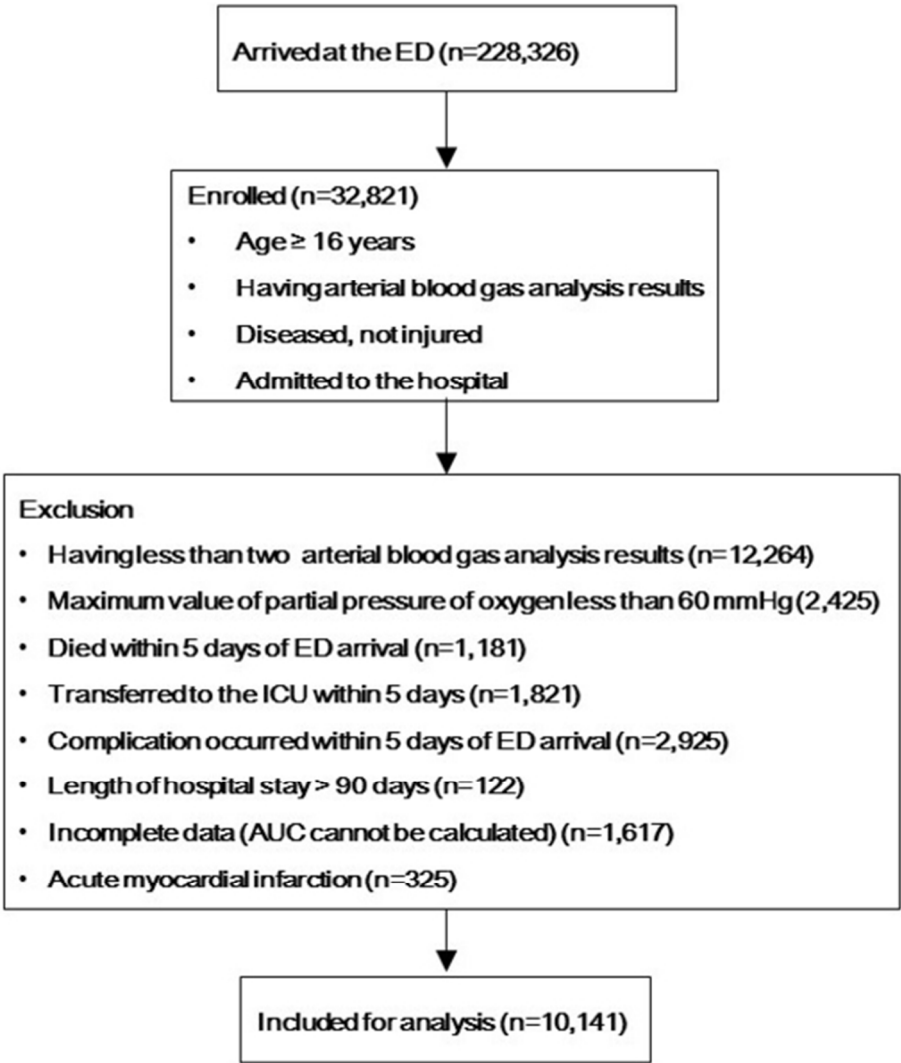 Arrived at the ED (n=228,326)
Enrolled (n=32,821)
• Age ≥ 16 years
• Having arterial blood gas analysis results
• Diseased, not injured
• Admitted to the hospital
Exclusion
• Having less than two arterial blood gas analysis results (n=12,264)
• Maximum value of partial pressure of oxygen less than 60 mmHg (2,425)
• Died within 5 days of ED arrival (n=1,181)
• Transferred to the ICU within 5 days (n=1,821)
• Complication occurred within 5 days of ED arrival (n=2,925)
• Length of hospital stay > 90 days (n=122)
• Incomplete data (AUC cannot be calculated) (n=1,617)
• Acute myocardial infarction (n=325)
Included for analysis (n=10,141)